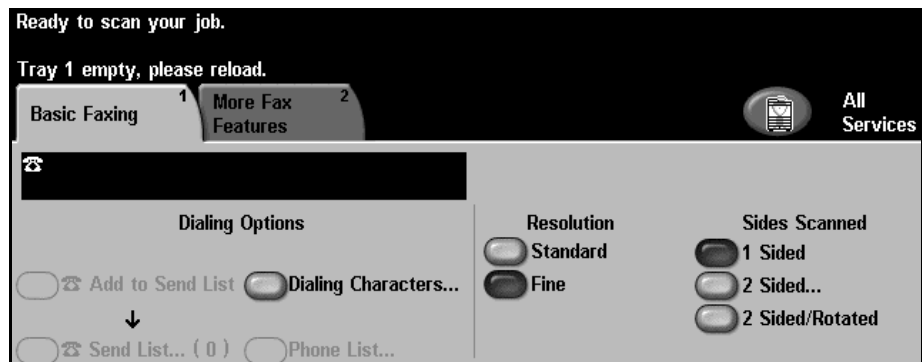 Ready to scan your job.
Tray 1 empty, please reload.
Basic Faxing 1
More Fax 2
Features
All
Services
Dialing Options
Add to Send List
Dialing Characters...
Send List... ( 0 )
Phone List...
Resolution
Standard
Fine
Sides Scanned
1 Sided
2 Sided...
2 Sided/Rotated